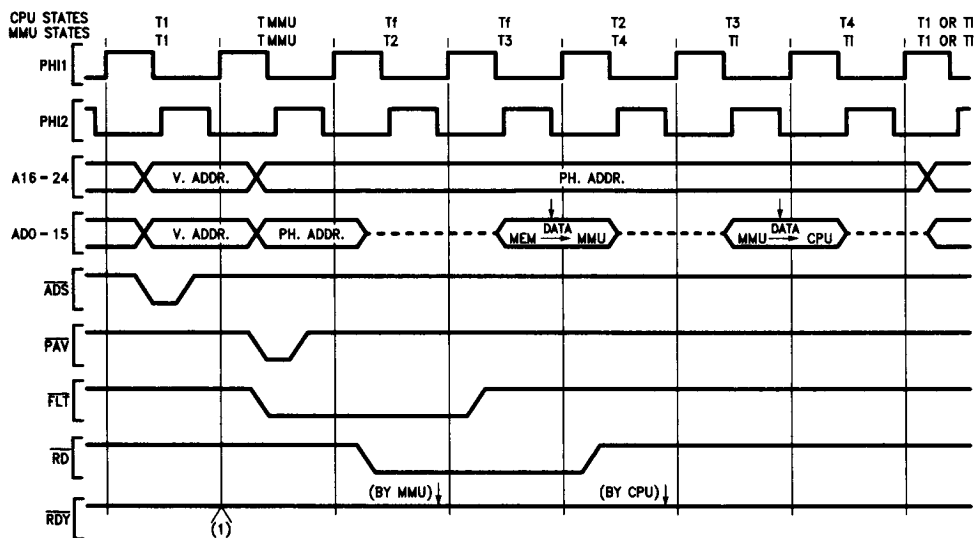 CPU STATES T1 T MMU Tf Tf T2 T3 T4 T1 OR TI
MMU STATES T1 T MMU T2 T3 T4 TI TI T1 OR TI
PHI1
PHI2
A16-24 V. ADDR. PH. ADDR.
AD0-15 V. ADDR. PH. ADDR. DATA MEM → MMU DATA MMU → CPU
ADS
PAV
FLT
RD
(BY MMU) (BY CPU)
RDY
(1)